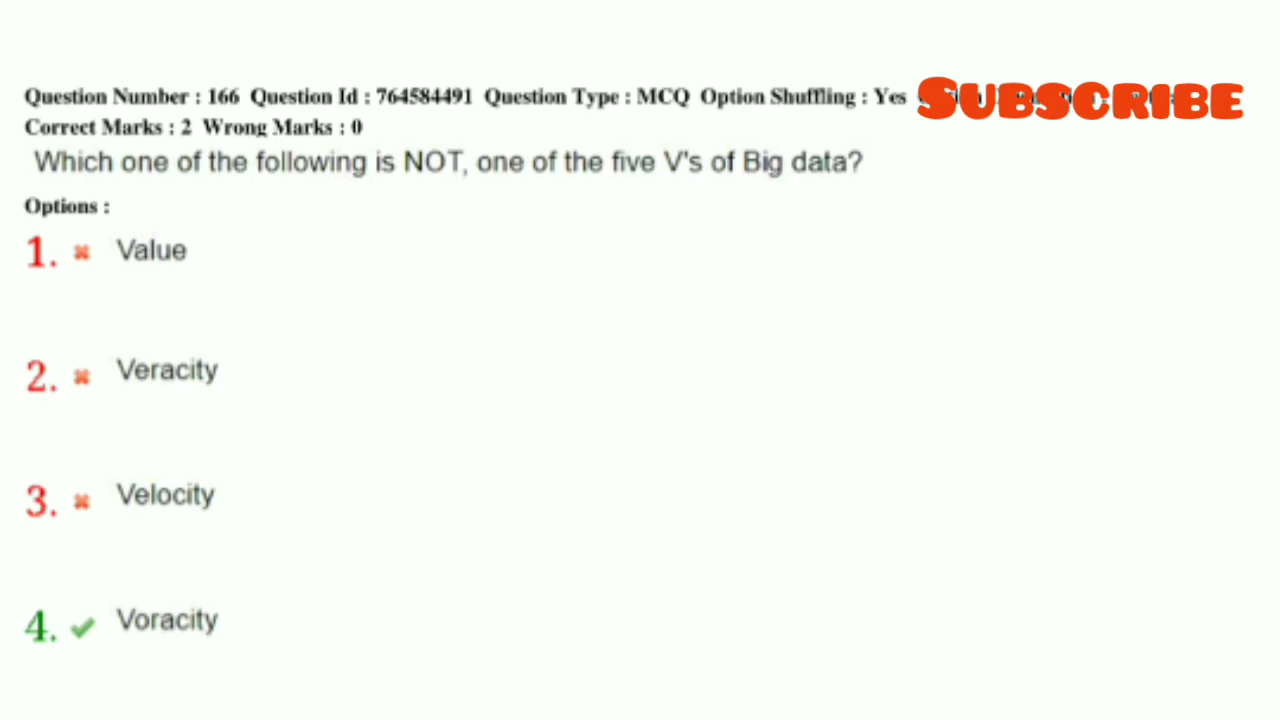 Question Number : 166 Question Id : 764584491 Question Type : MCQ Option Shuffling : Yes SUBSCRIBE
Correct Marks : 2 Wrong Marks : 0
Which one of the following is NOT, one of the five V's of Big data?
Options :
1. Value
2. Veracity
3. Velocity
4. Voracity